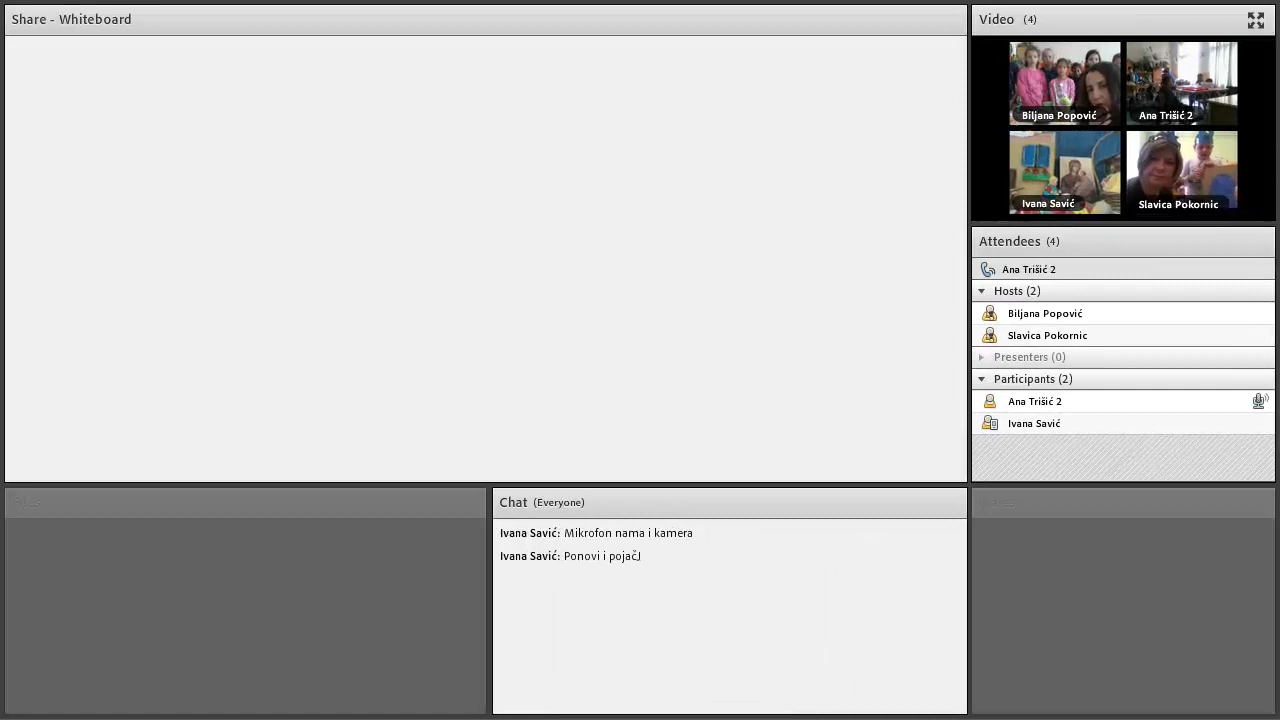 Share - Whiteboard
Video (4)
Biljana Popović
Ana Trišić 2
Ivana Savić
Slavica Pokornic
Attendees (4)
Ana Trišić 2
Hosts (2)
Biljana Popović
Slavica Pokornic
Presenters (0)
Participants (2)
Ana Trišić 2
Ivana Savić
Chat (Everyone)
Ivana Savić: Mikrofon nama i kamera
Ivana Savić: Ponovi i pojačJ